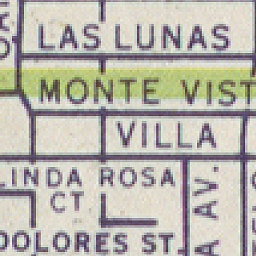 LAS LUNAS
MONTE VIST
VILLA
LINDA ROSA
CT
DOLORES ST.
A AV.